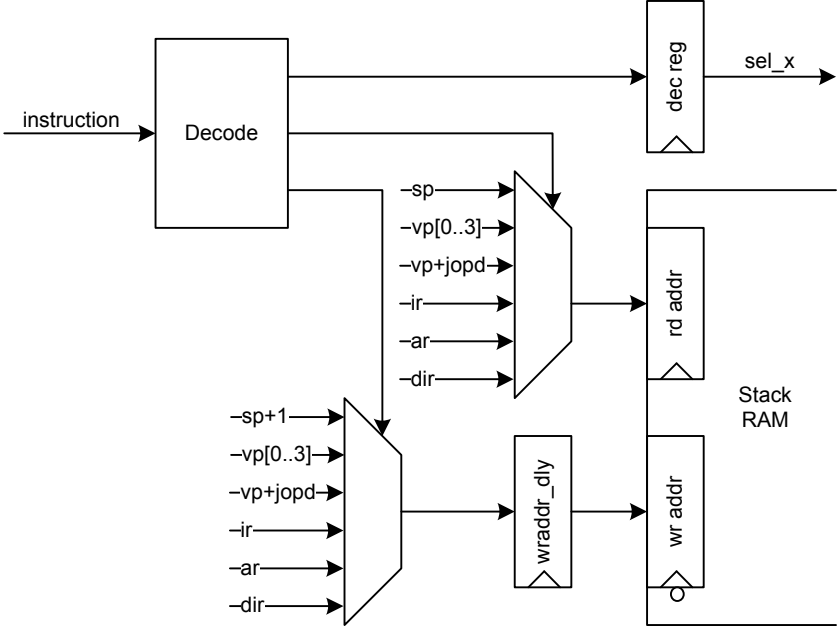 instruction
Decode
dec reg
sel_x
–sp
–vp[0..3]
–vp+jopd
–ir
–ar
–dir
rd addr
Stack
RAM
–sp+1
–vp[0..3]
–vp+jopd
–ir
–ar
–dir
wraddr_dly
wr addr